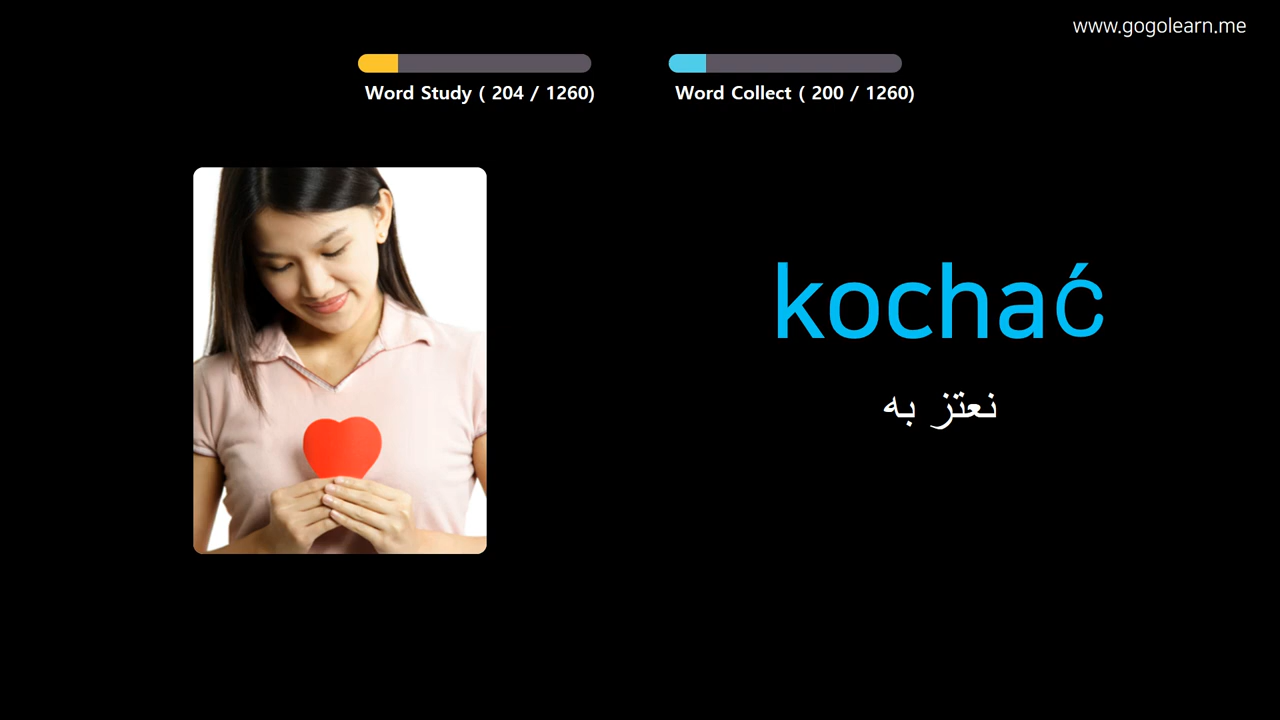 www.gogolearn.me
Word Study ( 204 / 1260)
Word Collect ( 200 / 1260)
kochać
نعتز به